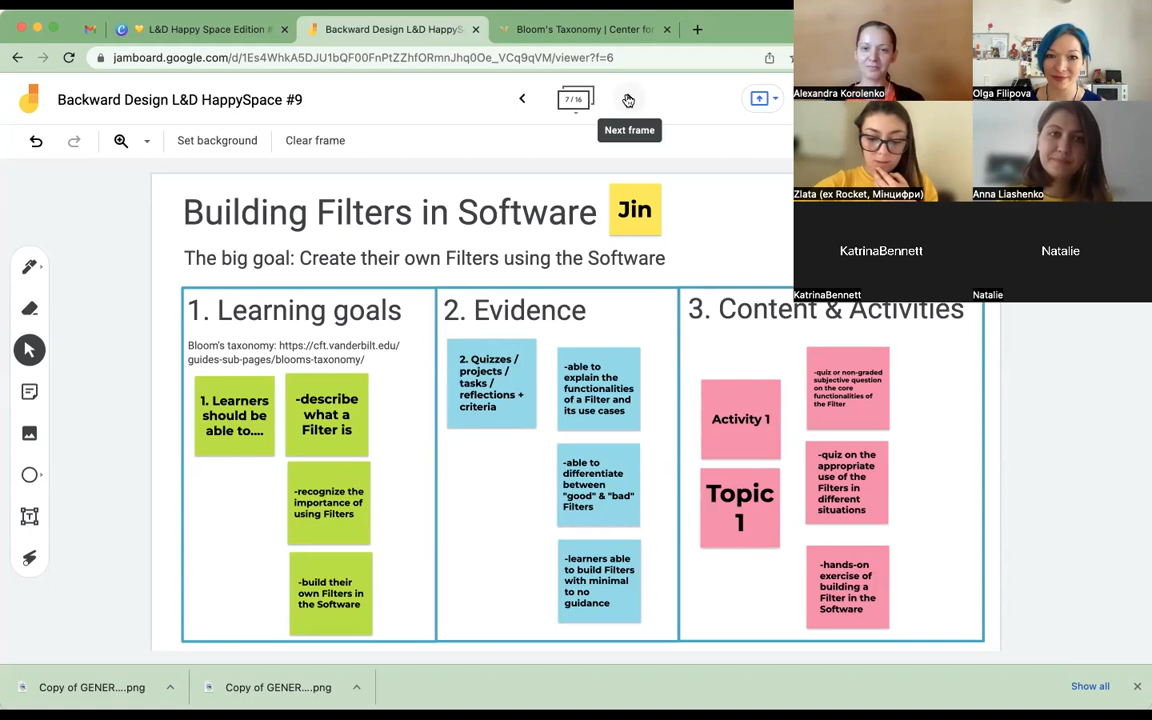 L&D Happy Space Edition
Backward Design L&D HappyS
Bloom's Taxonomy | Center for
jamboard.google.com/d/1Es4WhkA5DJU1bQF00FnPtZZhfORmnJhq0Oe_VCq9qVM/viewer?f=6
Backward Design L&D HappySpace #9
7 / 16
Next frame
Set background
Clear frame
Building Filters in Software
Jin
The big goal: Create their own Filters using the Software
1. Learning goals
Bloom's taxonomy: https://cft.vanderbilt.edu/
guides-sub-pages/blooms-taxonomy/
1. Learners
should be
able to....
-describe
what a
Filter is
-recognize the
importance of
using Filters
-build their
own Filters in
the Software
2. Evidence
2. Quizzes /
projects /
tasks /
reflections +
criteria
-able to
explain the
functionalities
of a Filter and
its use cases
-able to
differentiate
between
"good" & "bad"
Filters
-learners able
to build Filters
with minimal
to no
guidance
3. Content & Activities
Activity 1
Topic
1
-quiz or non-graded
subjective question
on the core
functionalities of
the Filter
-quiz on the
appropriate
use of the
Filters in
different
situations
-hands-on
exercise of
building a
Filter in the
Software
Alexandra Korolenko
Olga Filipova
Zlata (ex Rocket, Мінцифри)
Anna Liashenko
KatrinaBennett
KatrinaBennett
Natalie
Natalie
Copy of GENER....png
Copy of GENER....png
Show all